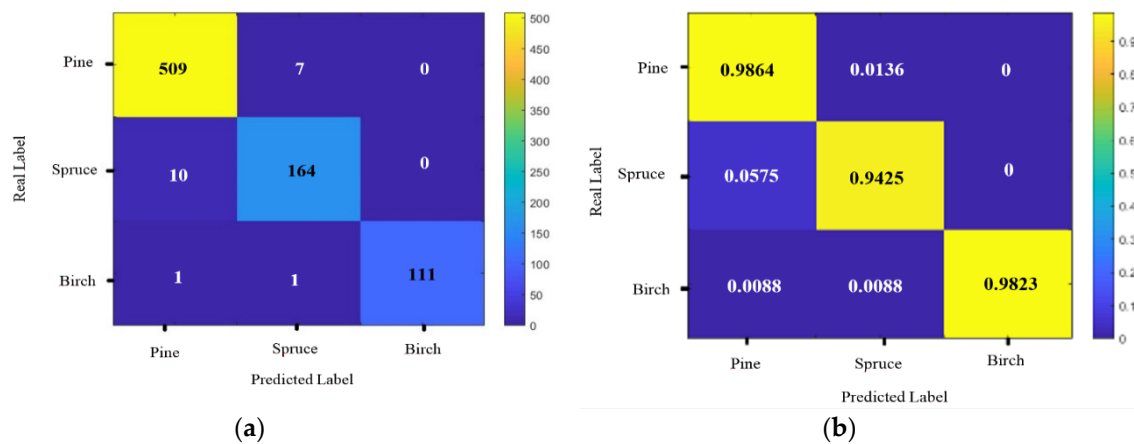 Real Label
Pine
Spruce
Birch
509 7 0
10 164 0
1 1 111
Pine Spruce Birch
Predicted Label
500
450
400
350
300
250
200
150
100
50
0
(a)
Real Label
Pine
Spruce
Birch
0.9864 0.0136 0
0.0575 0.9425 0
0.0088 0.0088 0.9823
Pine Spruce Birch
Predicted Label
0.9
0.8
0.7
0.6
0.5
0.4
0.3
0.2
0.1
0
(b)